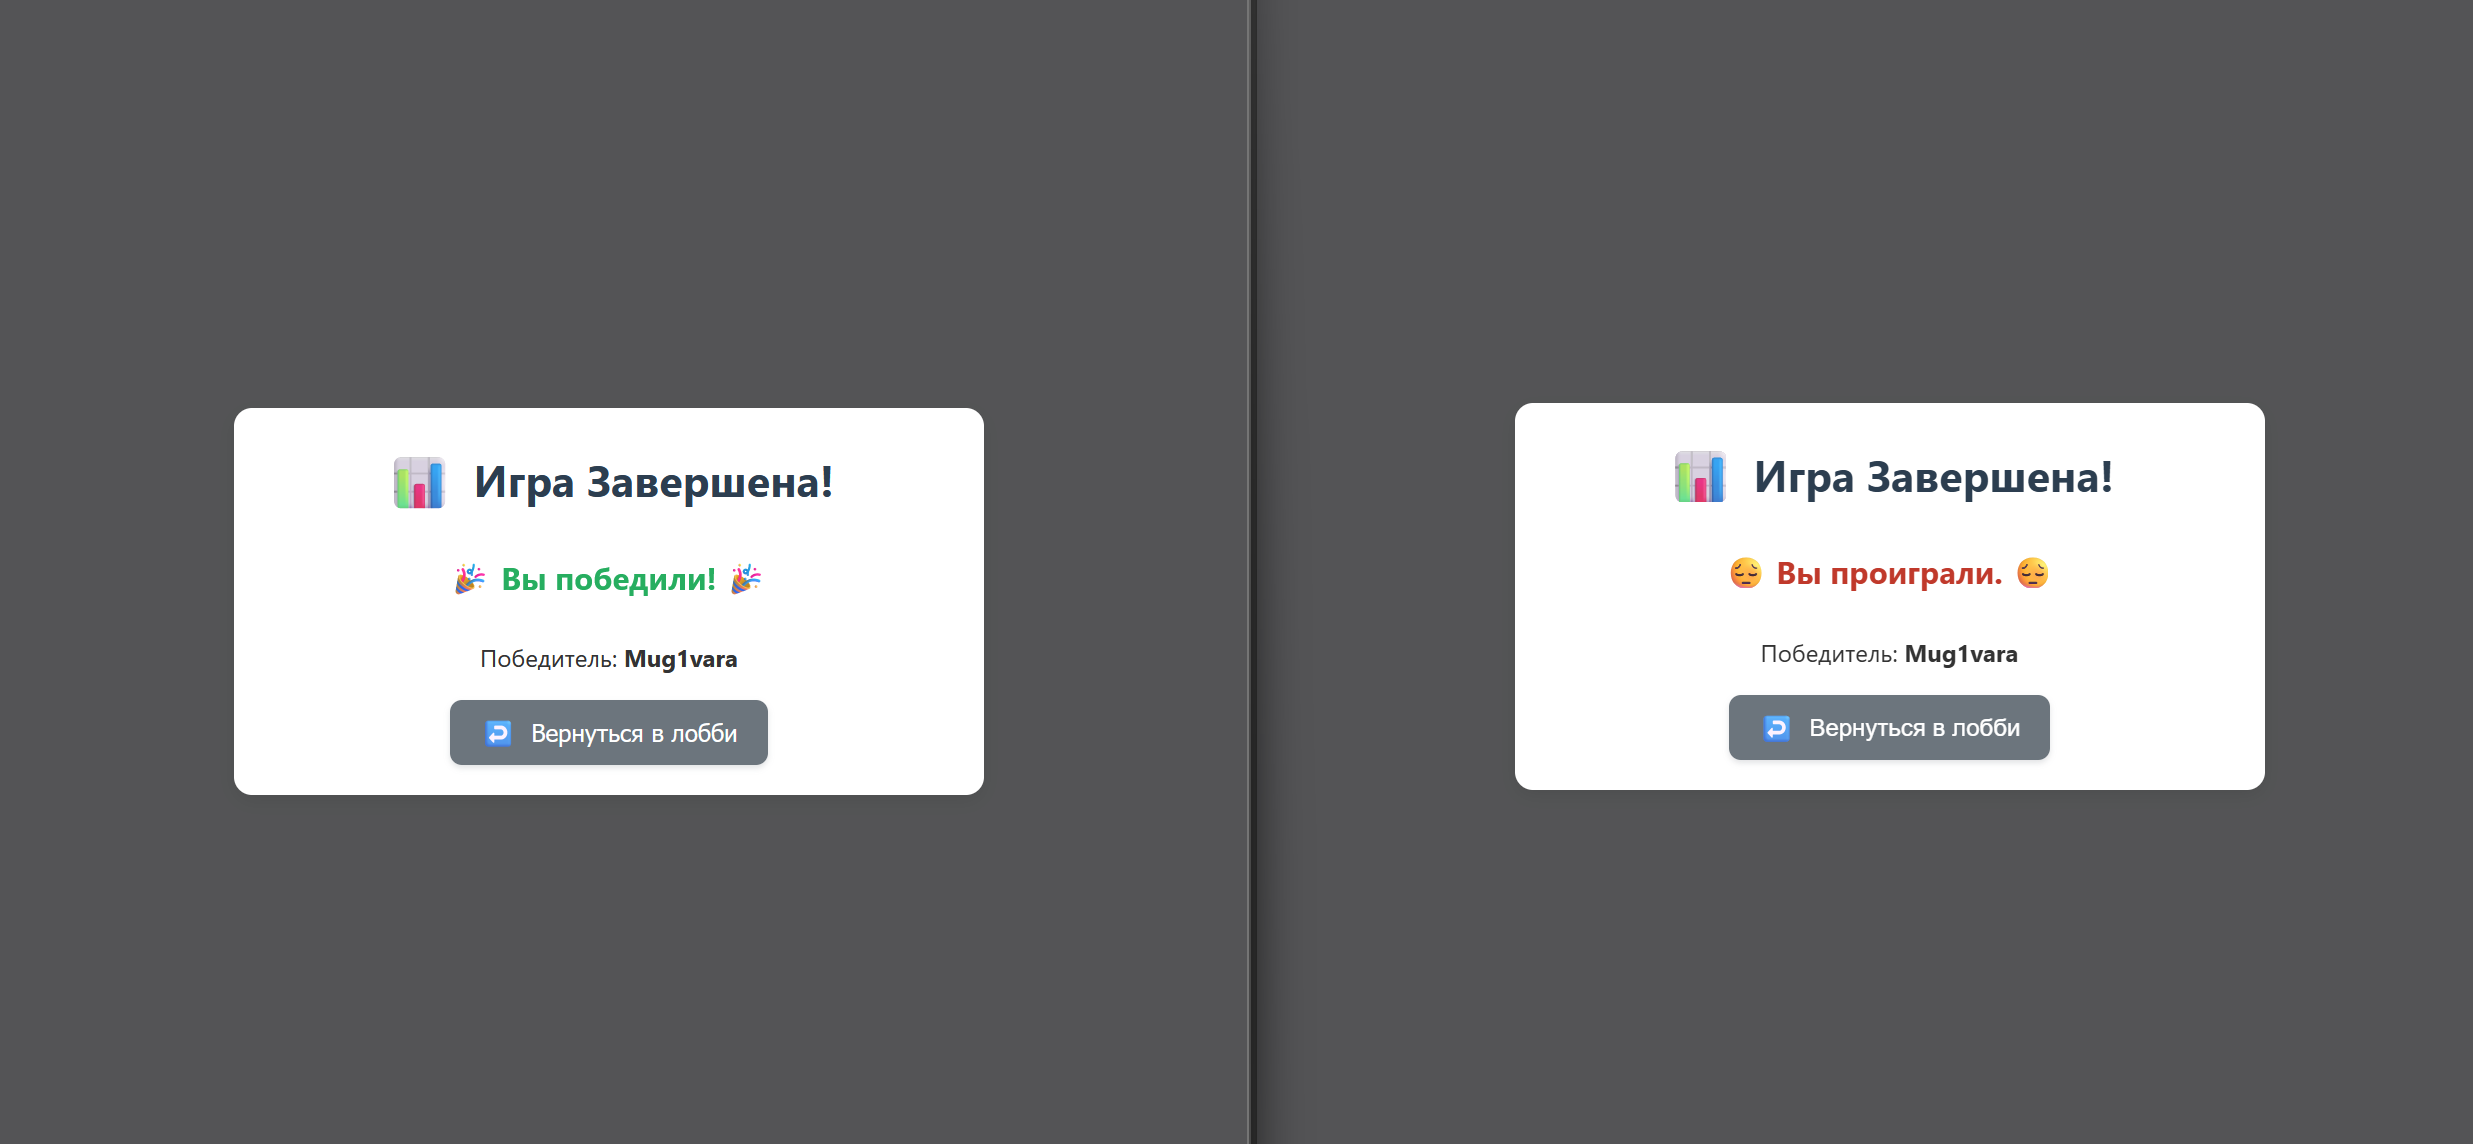 Игра Завершена!
🎉 Вы победили! 🎉
Победитель: Mug1vara
Вернуться в лобби
Игра Завершена!
😔 Вы проиграли. 😔
Победитель: Mug1vara
Вернуться в лобби